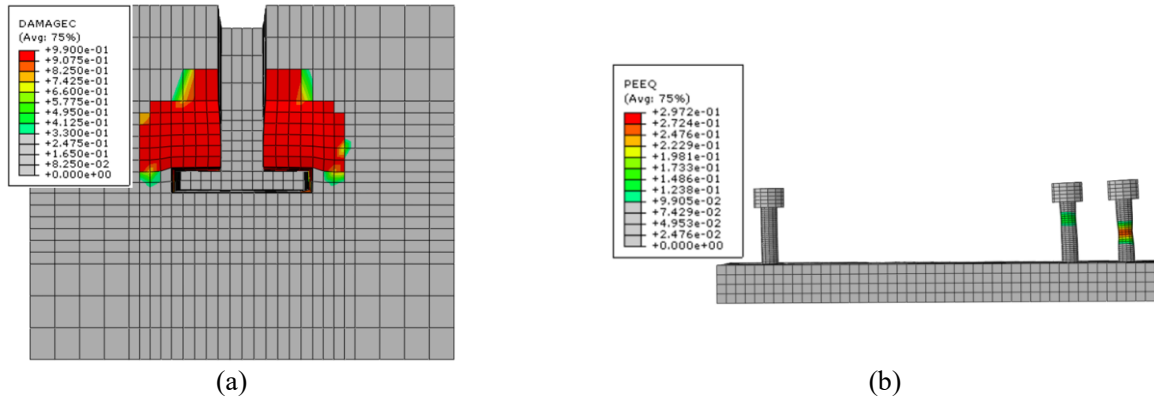 DAMAGEC
(Avg: 75%)
+9.900e-01
+9.075e-01
+8.250e-01
+7.425e-01
+6.600e-01
+5.775e-01
+4.950e-01
+4.125e-01
+3.300e-01
+2.475e-01
+1.650e-01
+8.250e-02
+0.000e+00
PEEQ
(Avg: 75%)
+2.972e-01
+2.724e-01
+2.476e-01
+2.229e-01
+1.981e-01
+1.733e-01
+1.486e-01
+1.238e-01
+9.905e-02
+7.429e-02
+4.953e-02
+2.476e-02
+0.000e+00
(a)
(b)